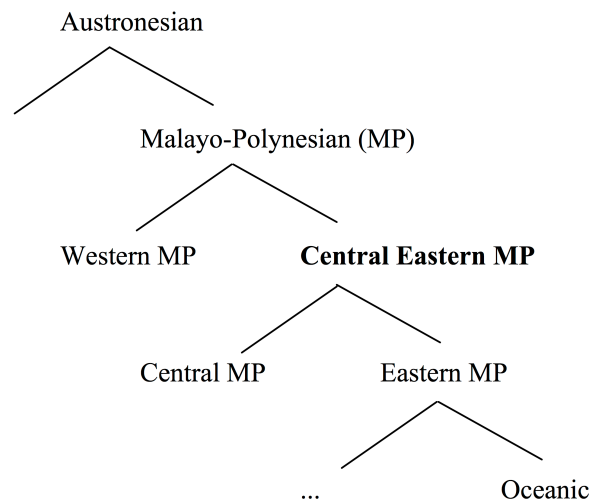 Austronesian
Malayo-Polynesian (MP)
Western MP
Central Eastern MP
Central MP
Eastern MP
...
Oceanic